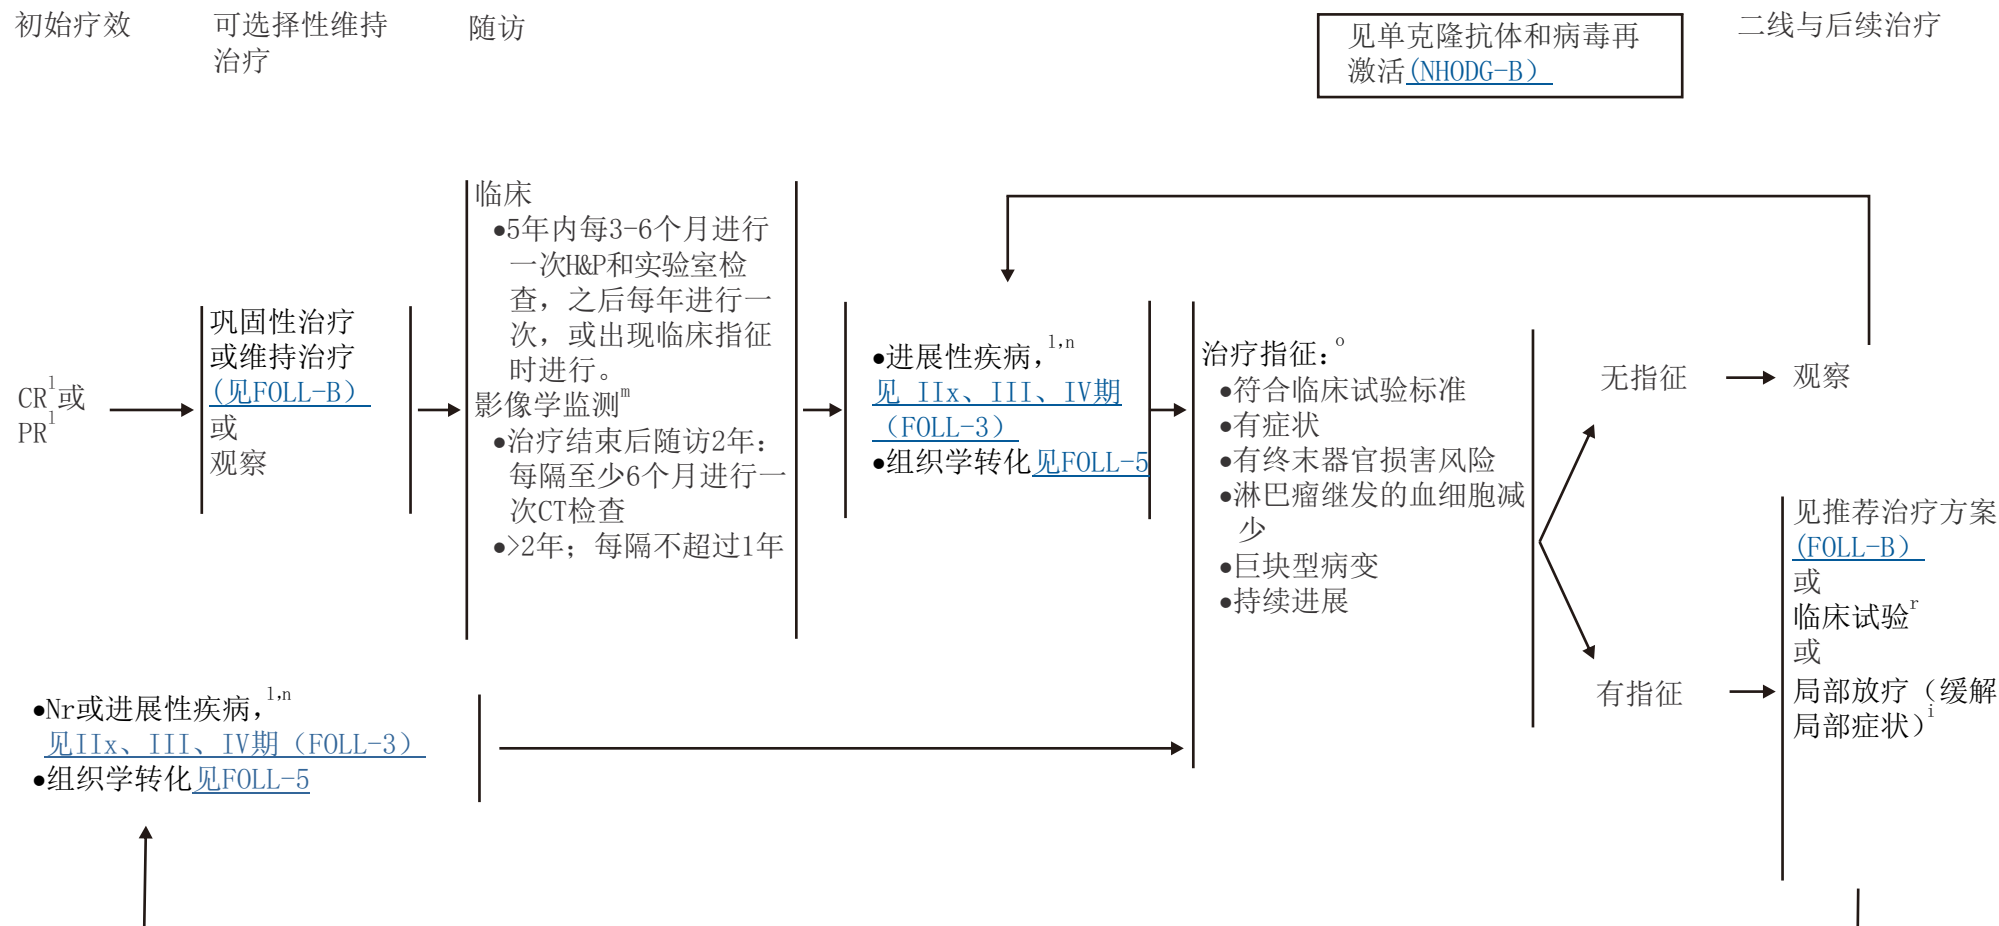 初始疗效
可选择性维持
治疗
随访
见单克隆抗体和病毒再
激活(NHODG-B）
二线与后续治疗
CR1或
PR1
巩固性治疗
或维持治疗
(见FOLL-B）
或
观察
临床
●5年内每3-6个月进行
一次H&P和实验室检
查，之后每年进行一
次，或出现临床指征
时进行。
影像学监测m
●治疗结束后随访2年：
每隔至少6个月进行一
次CT检查
●>2年；每隔不超过1年
●进展性疾病，1,n
见 IIx、III、IV期
（FOLL-3）
●组织学转化见FOLL-5
治疗指征：o
●符合临床试验标准
●有症状
●有终末器官损害风险
●淋巴瘤继发的血细胞减
少
●巨块型病变
●持续进展
无指征
观察
有指征
见推荐治疗方案
(FOLL-B）
或
临床试验r
或
局部放疗（缓解
局部症状）i
●Nr或进展性疾病，1,n
见IIx、III、IV期（FOLL-3）
●组织学转化见FOLL-5